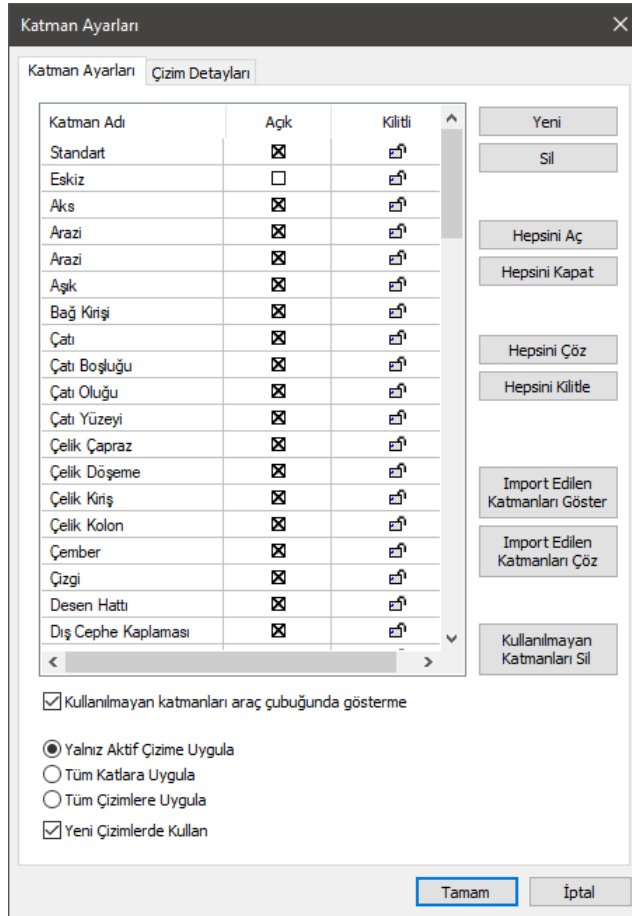 Katman Ayarları
Katman Ayarları Çizim Detayları
Katman Adı Açık Kilitli
Standart
Eskiz
Aks
Arazi
Arazi
Aşık
Bağ Kirişi
Çatı
Çatı Boşluğu
Çatı Oluğu
Çatı Yüzeyi
Çelik Çapraz
Çelik Döşeme
Çelik Kiriş
Çelik Kolon
Çember
Çizgi
Desen Hattı
Dış Cephe Kaplaması
Yeni
Sil
Hepsini Aç
Hepsini Kapat
Hepsini Çöz
Hepsini Kilitle
Import Edilen
Katmanları Göster
Import Edilen
Katmanları Çöz
Kullanılmayan
Katmanları Sil
Kullanılmayan katmanları araç çubuğunda gösterme
Yalnız Aktif Çizime Uygula
Tüm Katlara Uygula
Tüm Çizimlere Uygula
Yeni Çizimlerde Kullan
Tamam İptal